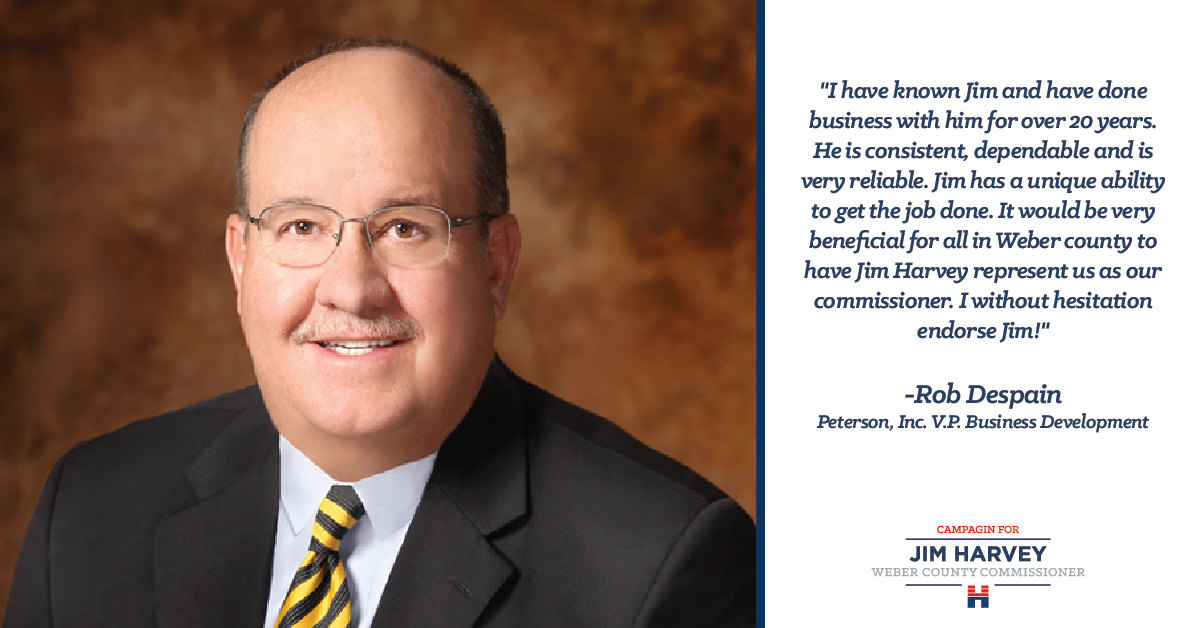 "I have known Jim and have done
business with him for over 20 years.
He is consistent, dependable and is
very reliable. Jim has a unique ability
to get the job done. It would be very
beneficial for all in Weber county to
have Jim Harvey represent us as our
commissioner. I without hesitation
endorse Jim!"
-Rob Despain
Peterson, Inc. V.P. Business Development
CAMPAGIN FOR
JIM HARVEY
WEBER COUNTY COMMISSIONER